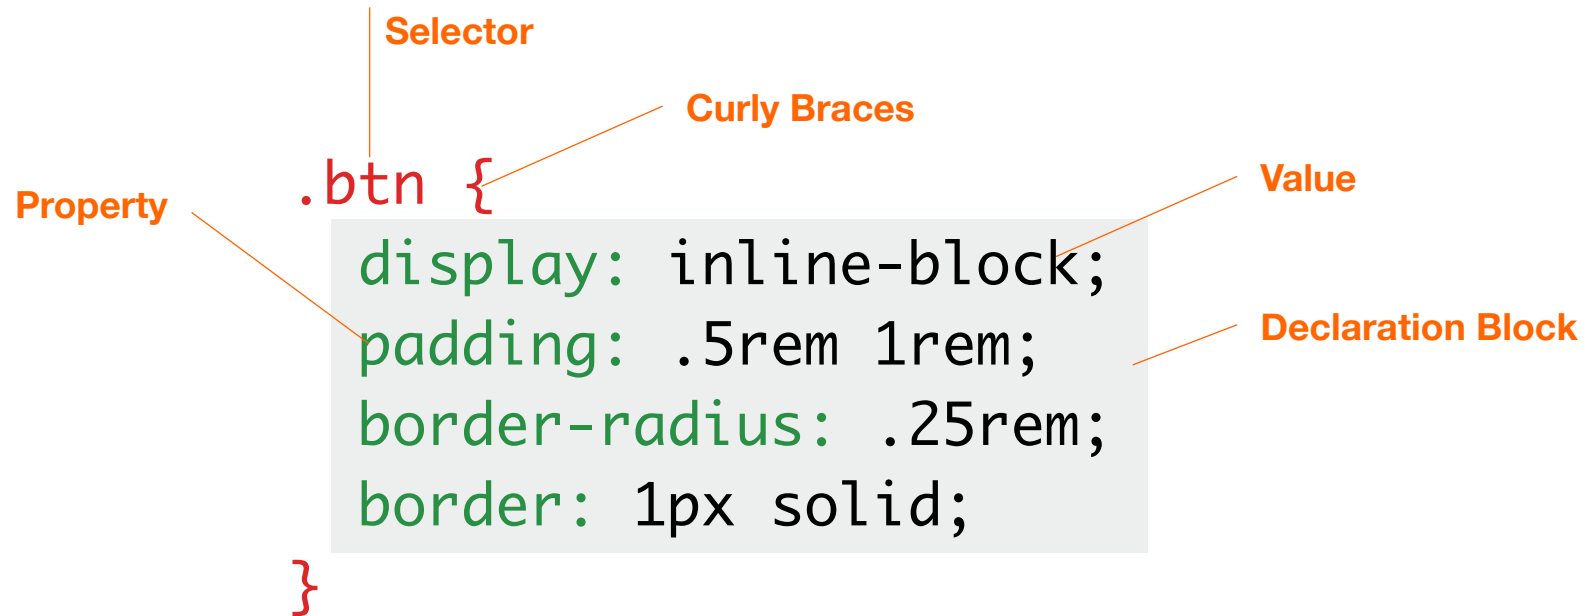 Selector
Curly Braces
.btn {
Value
Property
display: inline-block;
padding: .5rem 1rem;
Declaration Block
border-radius: .25rem;
border: 1px solid;
}